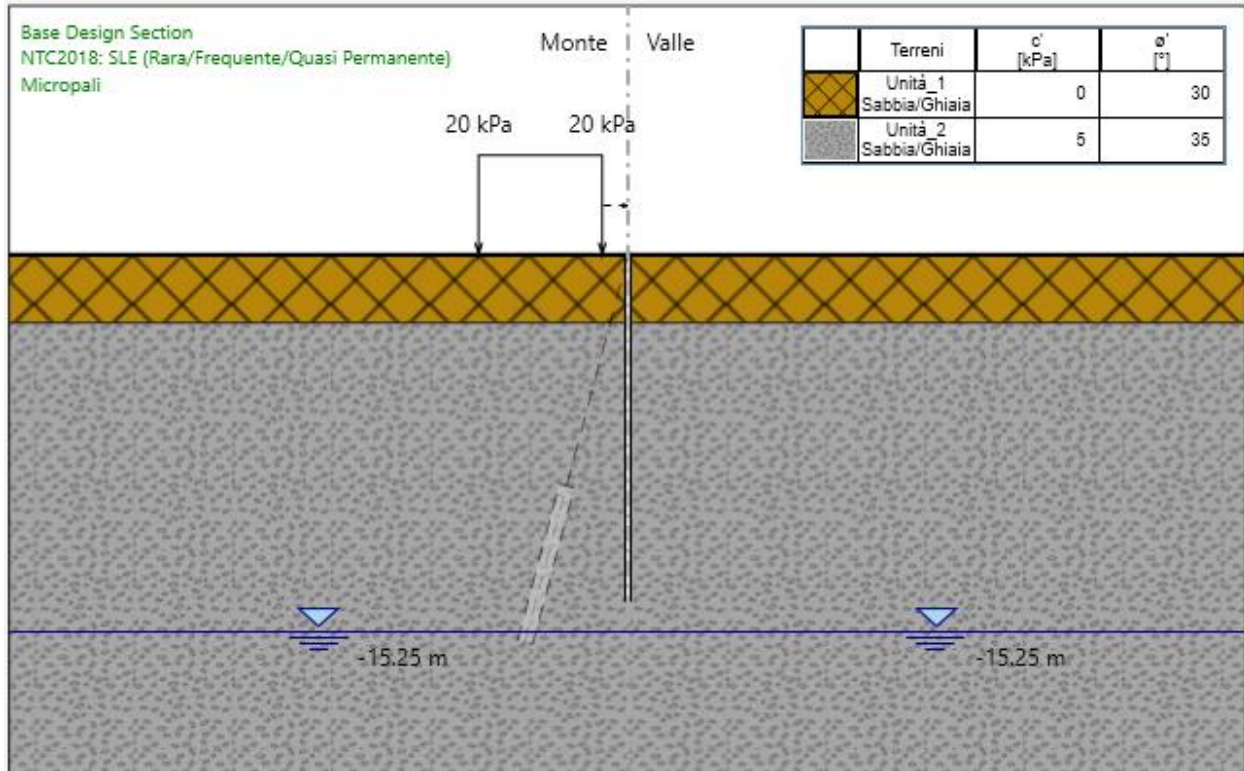 Base Design Section
NTC2018: SLE (Rara/Frequente/Quasi Permanente)
Micropali
Monte
Valle
Terreni c' [kPa] ø' [°]
Unità_1 Sabbia/Ghiaia 0 30
Unità_2 Sabbia/Ghiaia 5 35
20 kPa
20 kPa
-15.25 m
-15.25 m